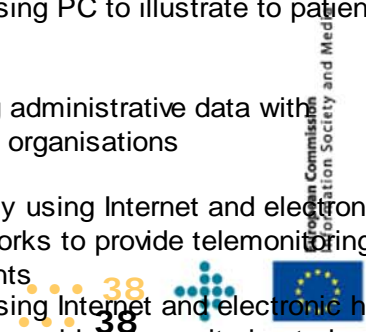 sing PC to illustrate to patien
g administrative data with
organisations
y using Internet and electron
orks to provide telemonitoring
nts
sing Internet and electronic h
38
38
European Commission
Information Society and Media